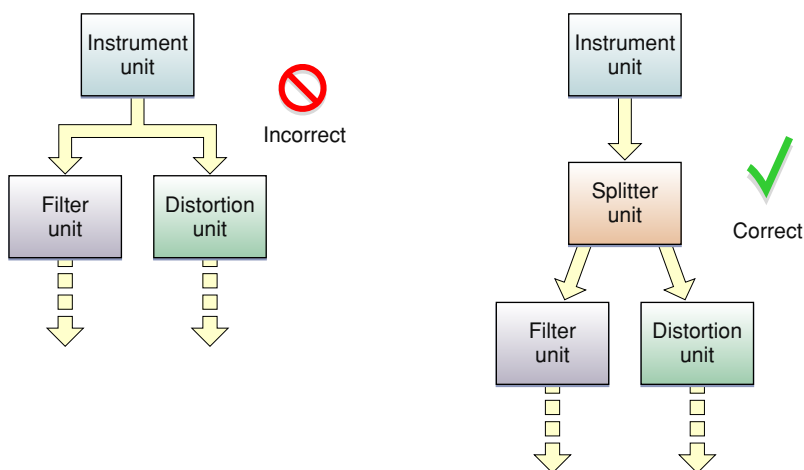 Instrument
unit
Incorrect
Filter
unit
Distortion
unit
Instrument
unit
Splitter
unit
Correct
Filter
unit
Distortion
unit